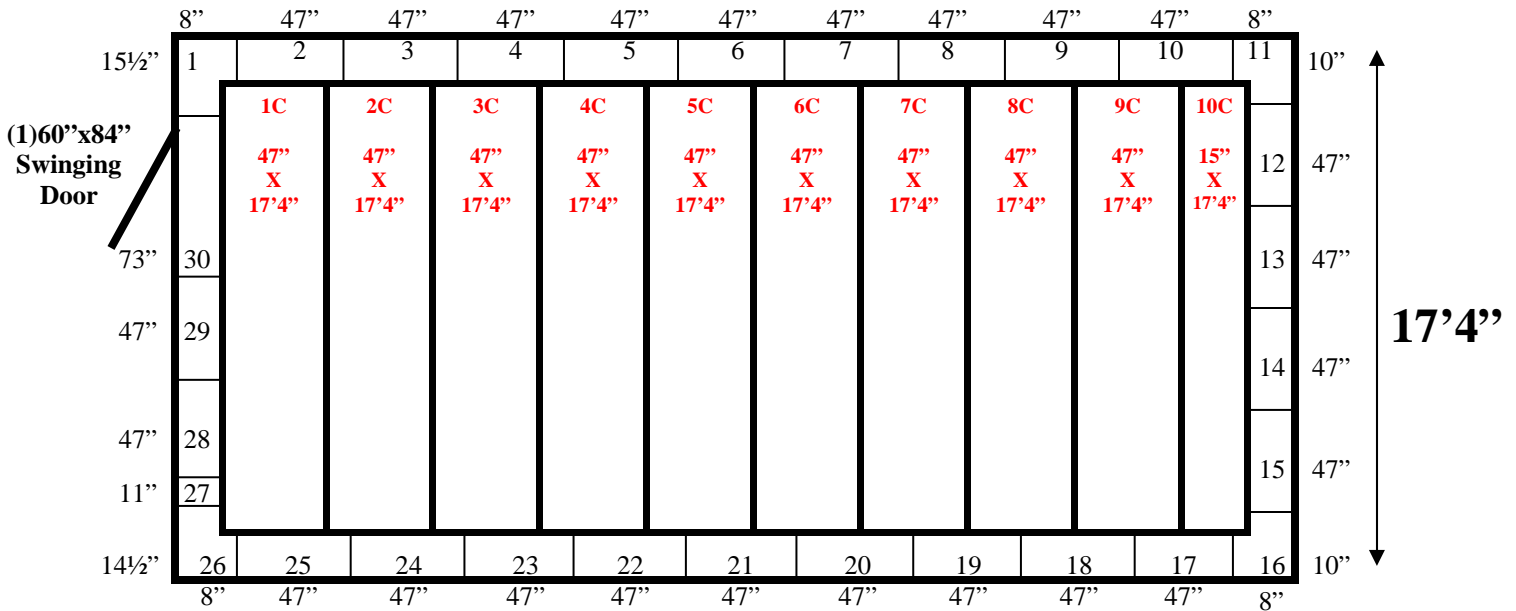 8” 47” 47” 47” 47” 47” 47” 47” 47” 47” 8”
15½” 1 2 3 4 5 6 7 8 9 10 11 10”
1C 2C 3C 4C 5C 6C 7C 8C 9C 10C
(1)60”x84”
Swinging
Door
47” 47” 47” 47” 47” 47” 47” 47” 47” 15”
X X X X X X X X X X
17’4” 17’4” 17’4” 17’4” 17’4” 17’4” 17’4” 17’4” 17’4” 17’4”
12 47”
73” 30 13 47”
47” 29
17’4”
14 47”
47” 28
15 47”
11” 27
14½” 26 25 24 23 22 21 20 19 18 17 16 10”
8” 47” 47” 47” 47” 47” 47” 47” 47” 47” 8”